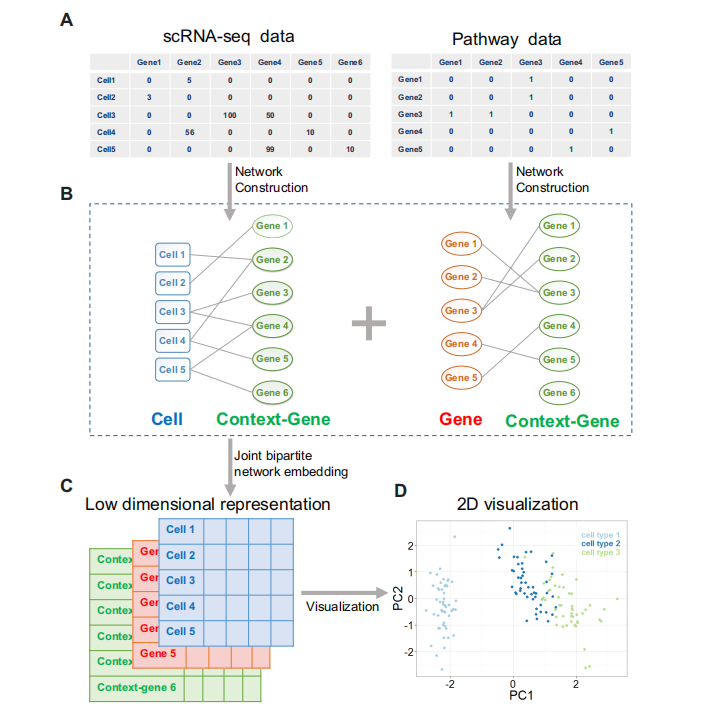 A
scRNA-seq data
Gene1 Gene2 Gene3 Gene4 Gene5 Gene6
Cell1 0 5 0 0 0 0
Cell2 3 0 0 0 0 0
Cell3 0 0 100 50 0 0
Cell4 0 56 0 0 10 0
Cell5 0 0 0 99 0 10
Pathway data
Gene1 Gene2 Gene3 Gene4 Gene5
Gene1 0 0 1 0 0
Gene2 0 0 1 0 0
Gene3 1 1 0 0 0
Gene4 0 0 0 0 1
Gene5 0 0 0 1 0
Network
Construction
Network
Construction
B
Cell 1
Cell 2
Cell 3
Cell 4
Cell 5
Gene 1
Gene 2
Gene 3
Gene 4
Gene 5
Gene 6
Cell
Context-Gene
+
Gene 1
Gene 2
Gene 3
Gene 4
Gene 5
Gene 1
Gene 2
Gene 3
Gene 4
Gene 5
Gene 6
Gene
Context-Gene
Joint bipartite
network embedding
C
Low dimensional representation
Cell 1
Cell 2
Cell 3
Cell 4
Cell 5
Ger
Ger
Ger
Ger
Gene 5
Contex
Contex
Contex
Contex
Contex
Context-gene 6
Visualization
D
2D visualization
cell type 1
cell type 2
cell type 3
PC2
2
1
0
-1
-2
-2 0 2
PC1